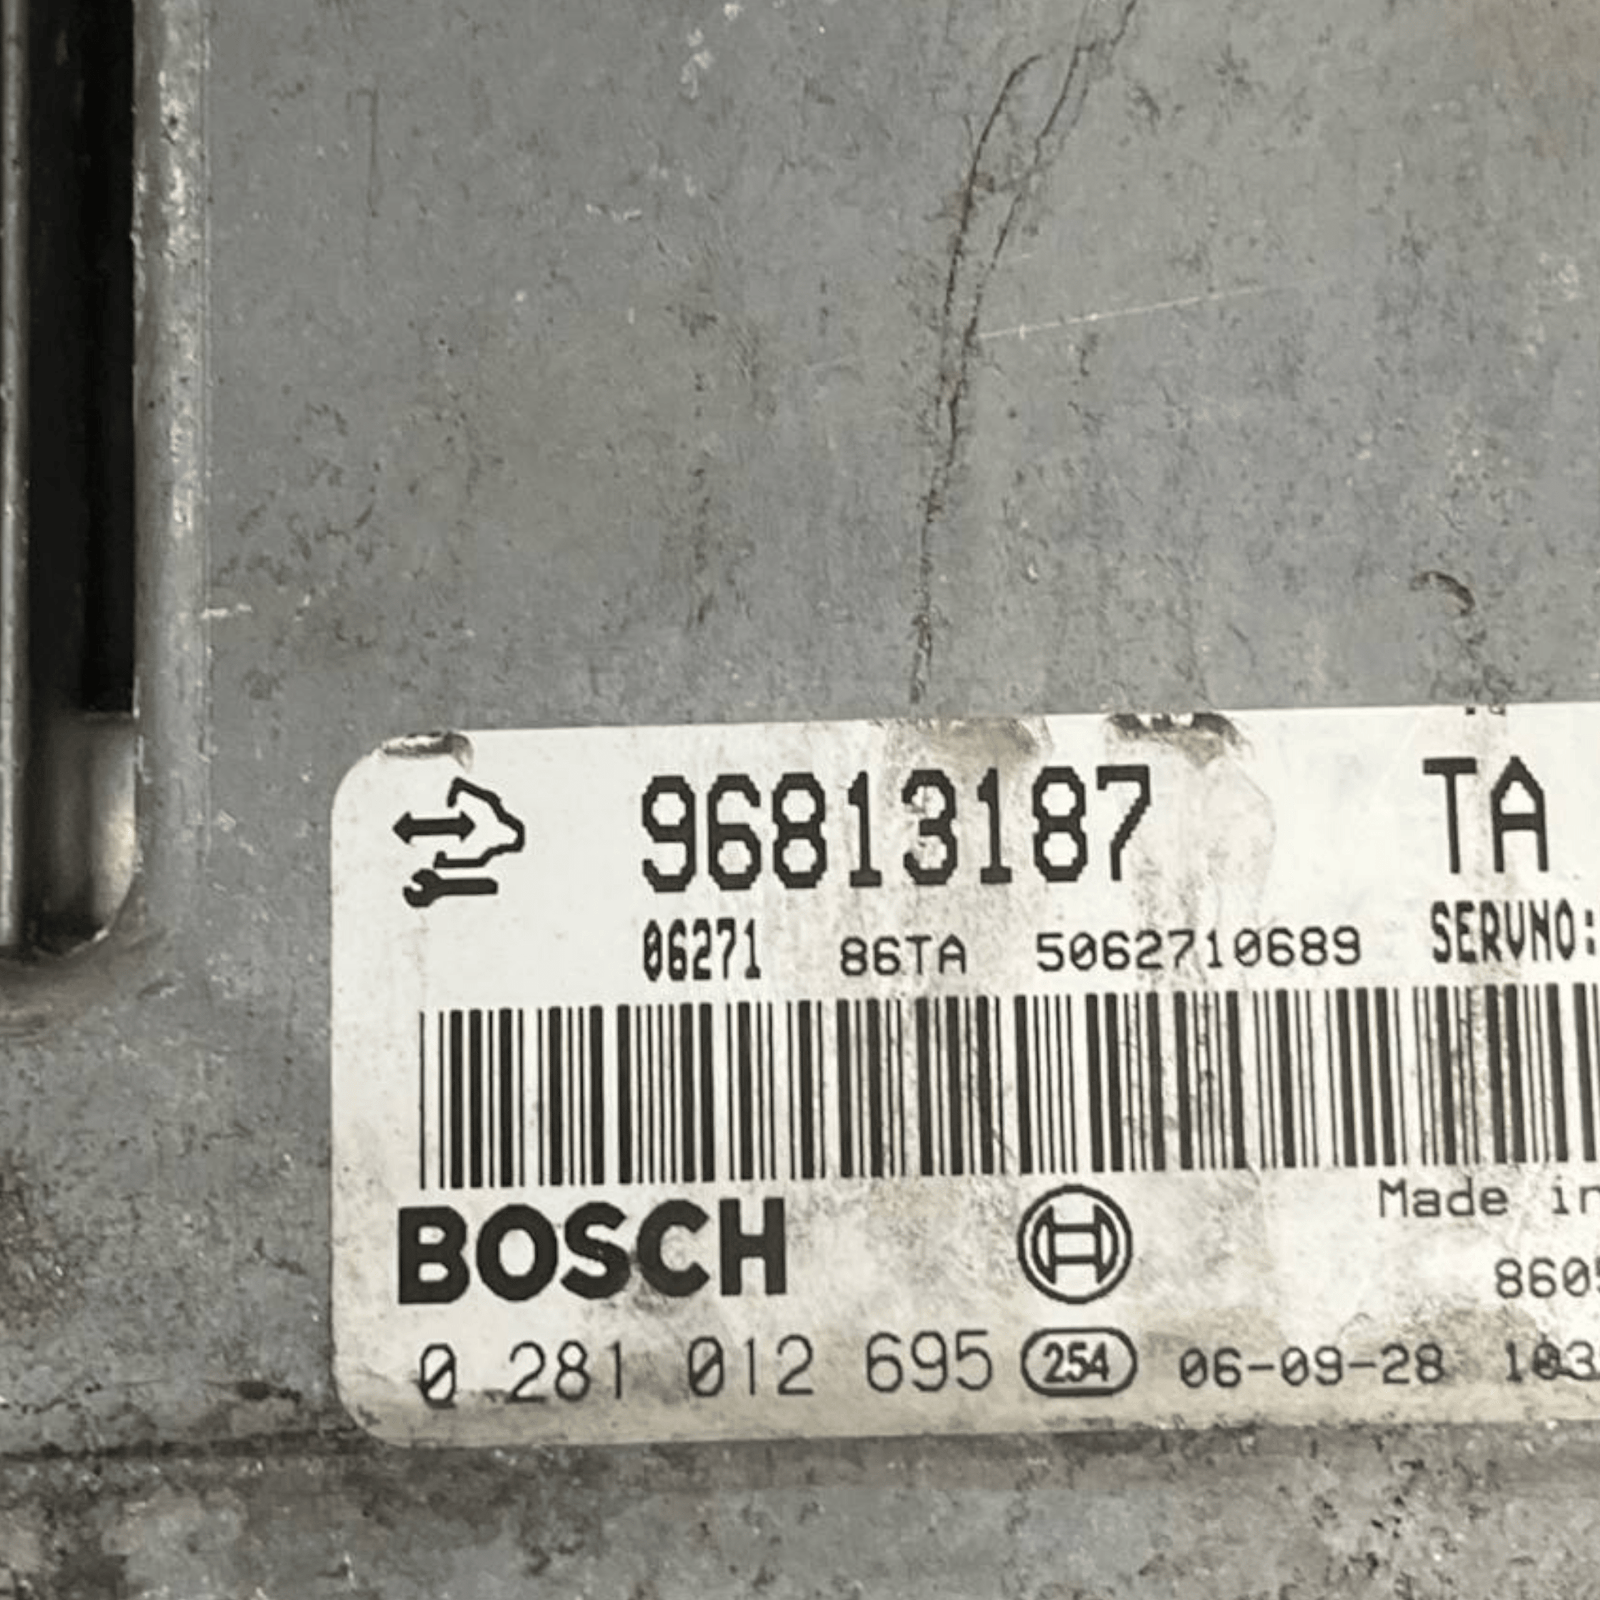 96813187 TA
06271 86TA 5062710689 SERVNO:
BOSCH
Made in
0 281 012 695 254 06-09-28